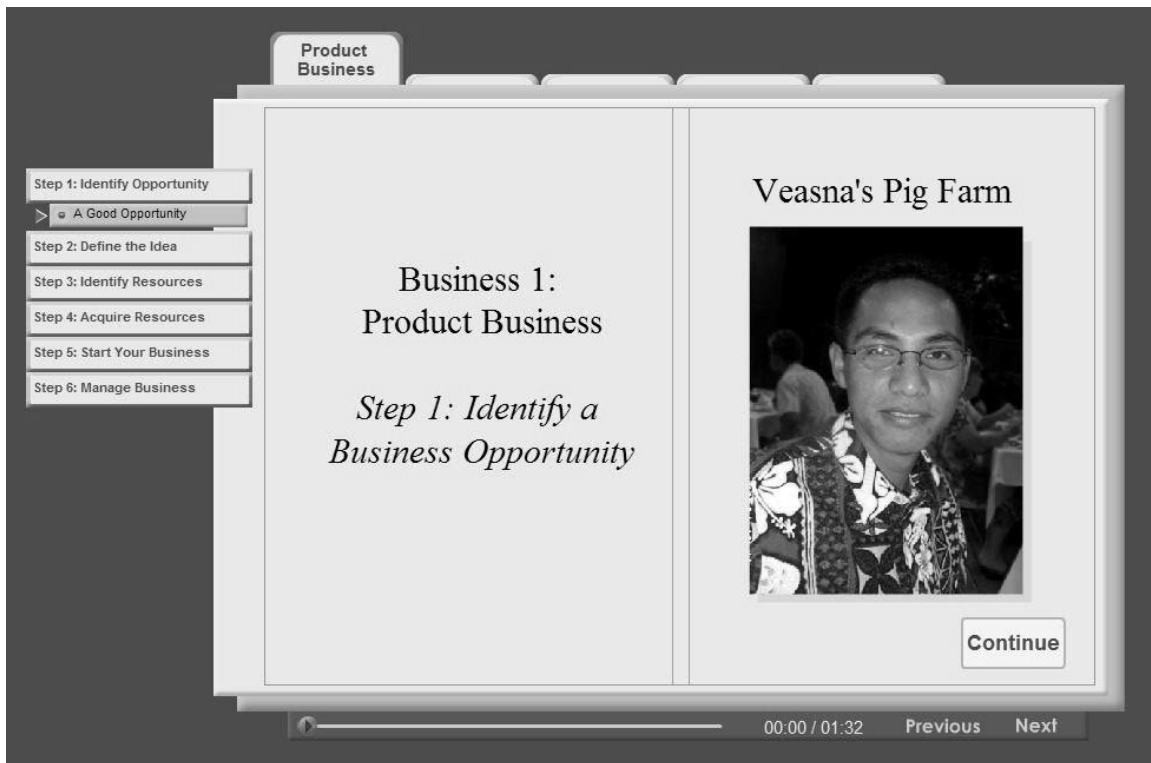 Product
Business
Step 1: Identify Opportunity
A Good Opportunity
Step 2: Define the Idea
Step 3: Identify Resources
Step 4: Acquire Resources
Step 5: Start Your Business
Step 6: Manage Business
Business 1:
Product Business
Step 1: Identify a
Business Opportunity
Veasna's Pig Farm
Continue
00:00 / 01:32
Previous
Next